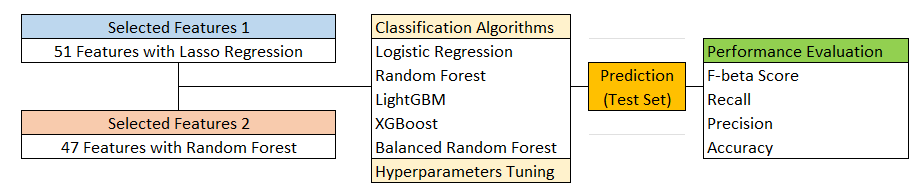 Selected Features 1
51 Features with Lasso Regression
Selected Features 2
47 Features with Random Forest
Classification Algorithms
Logistic Regression
Random Forest
LightGBM
XGBoost
Balanced Random Forest
Hyperparameters Tuning
Prediction
(Test Set)
Performance Evaluation
F-beta Score
Recall
Precision
Accuracy